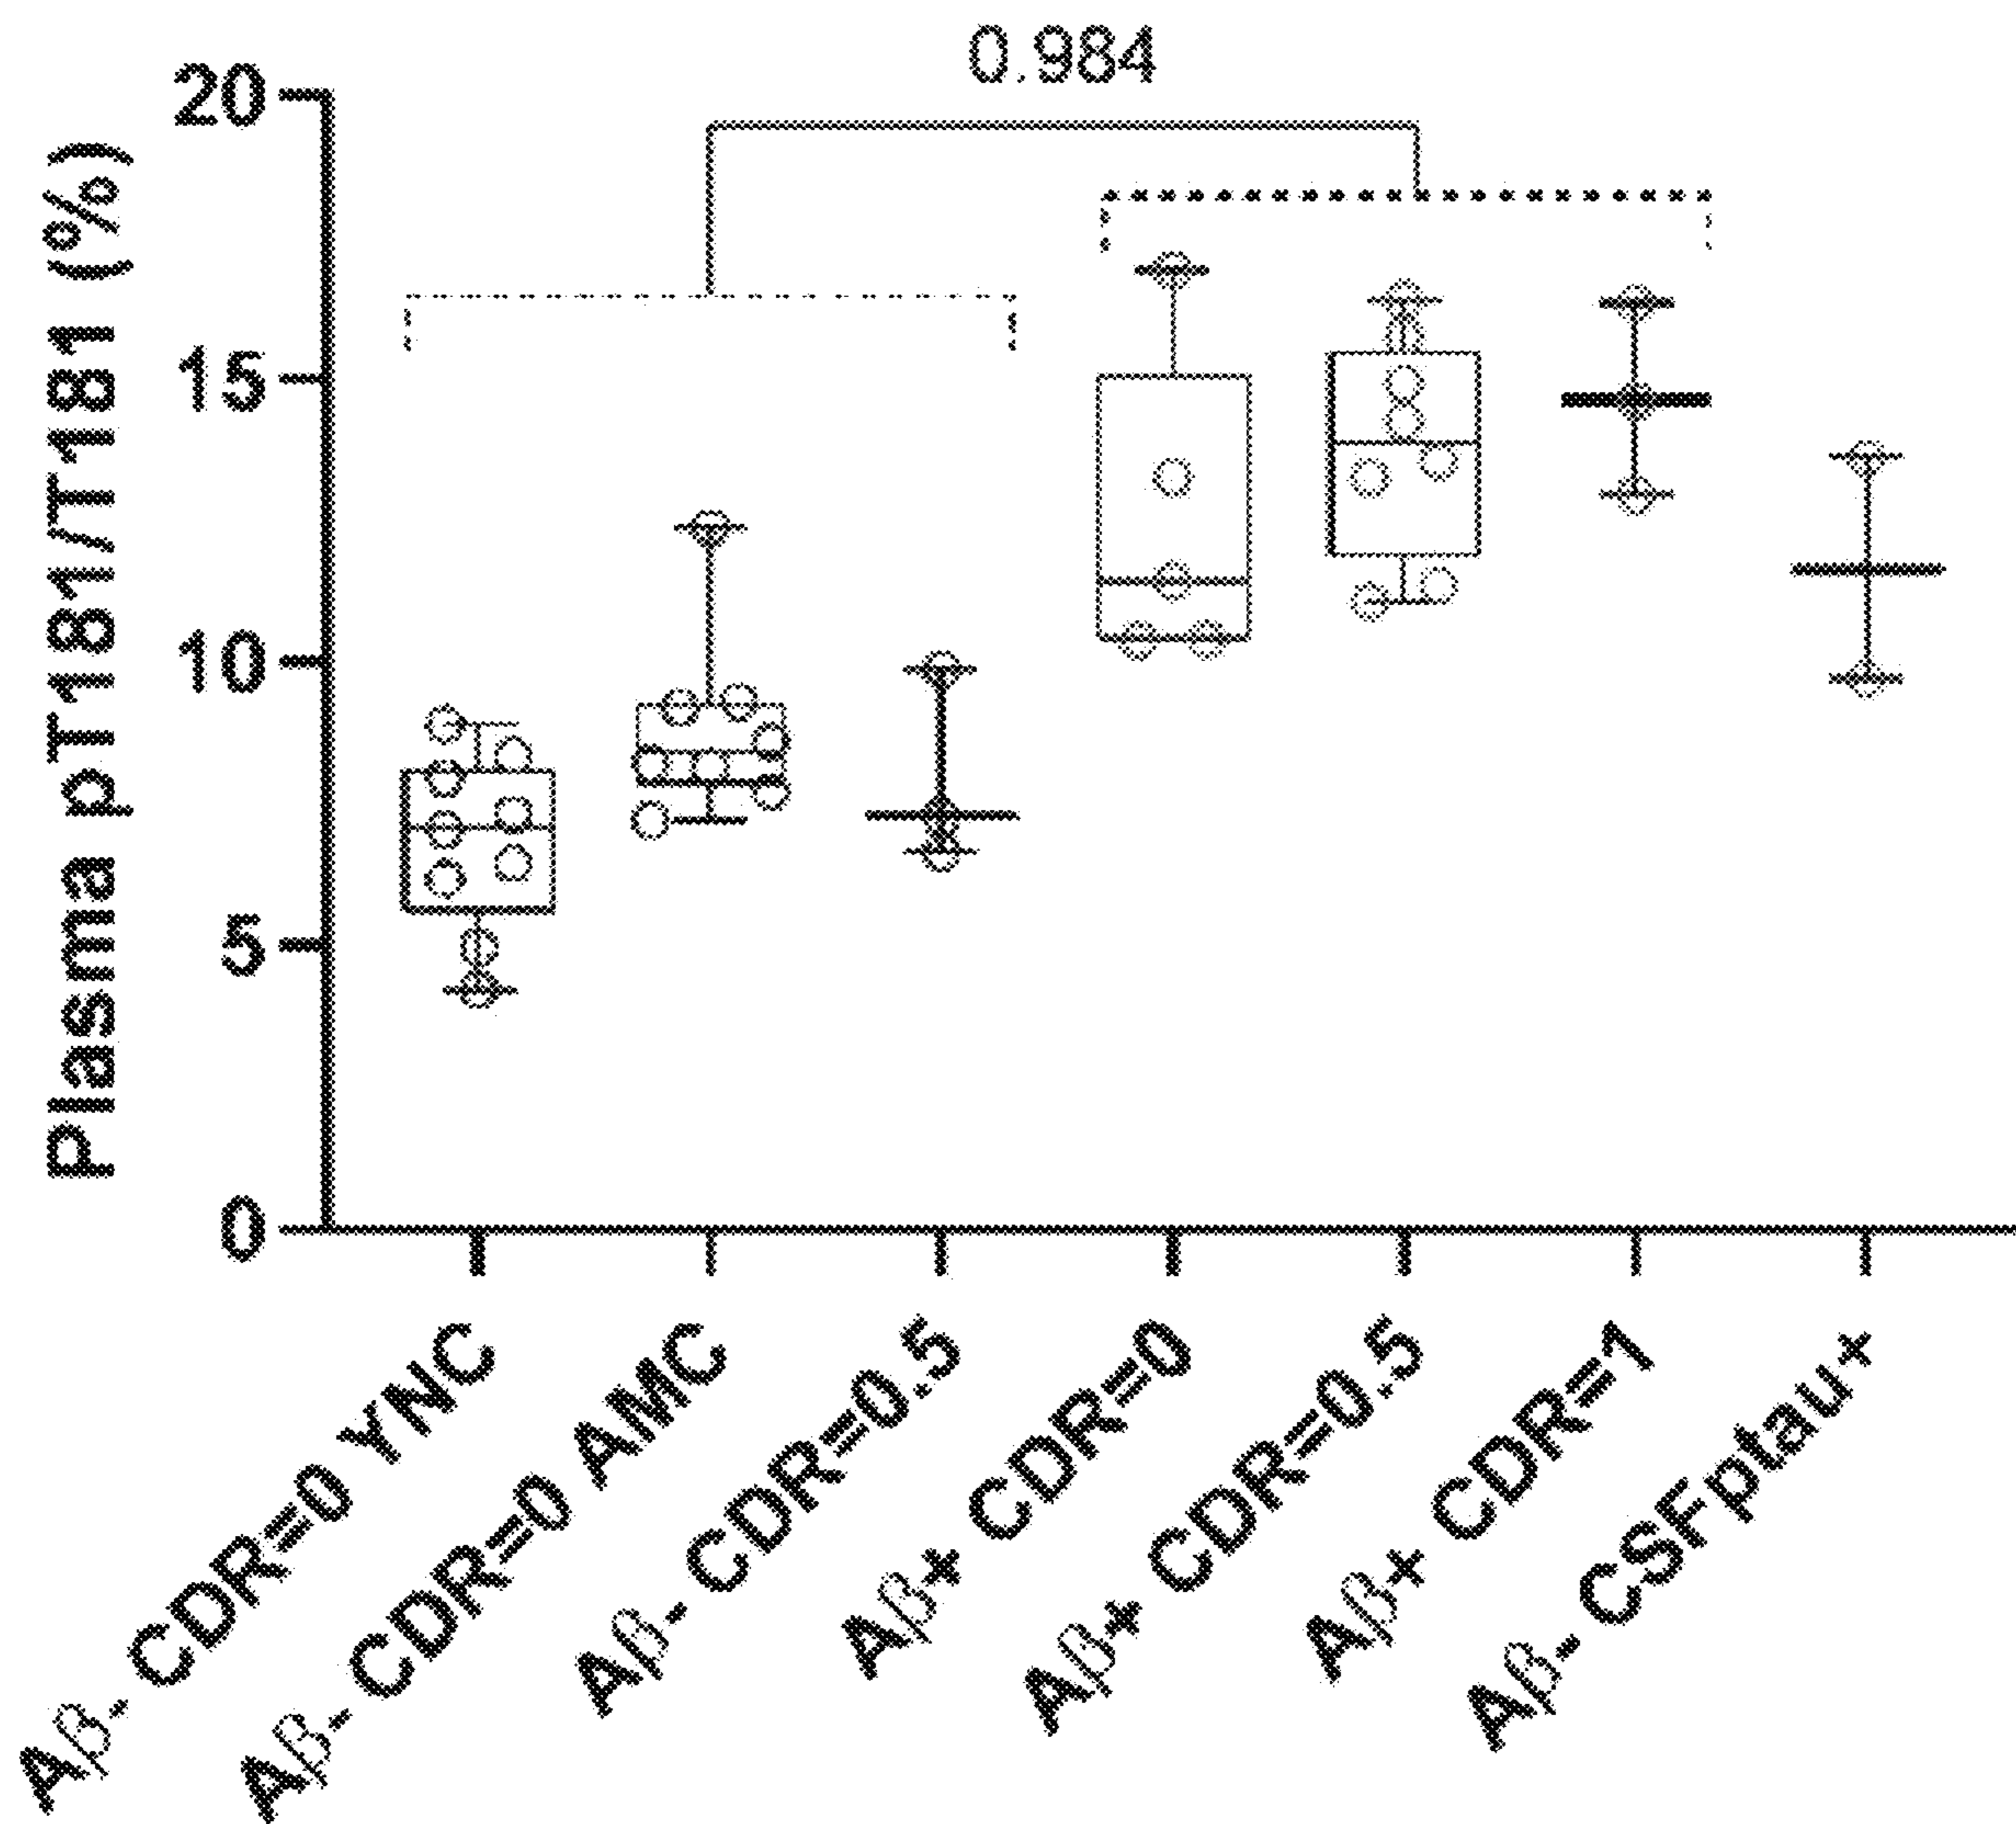 0.984
20
15
10
5
0
Plasma pT181/T181 (%)
Aβ- CDR=0 YNC
Aβ- CDR=0 AMC
Aβ- CDR=0.5
Aβ+ CDR=0
Aβ+ CDR=0.5
Aβ+ CDR=1
Aβ- CSFptau+